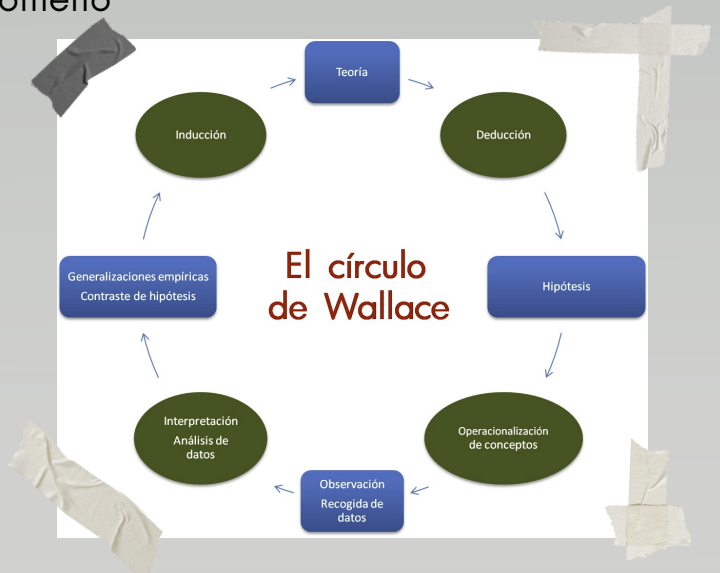 Teoría
Deducción
Hipótesis
Operacionalización
de conceptos
Observación
Recogida de
datos
Interpretación
Análisis de
datos
Generalizaciones empíricas
Contraste de hipótesis
Inducción
El círculo
de Wallace